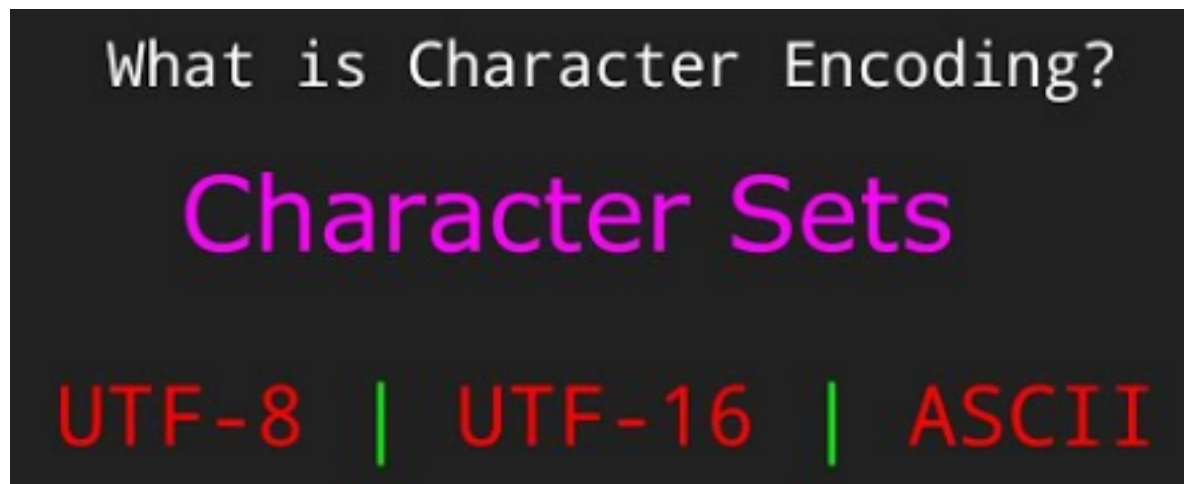 What is Character Encoding?
Character Sets
UTF-8 | UTF-16 | ASCII